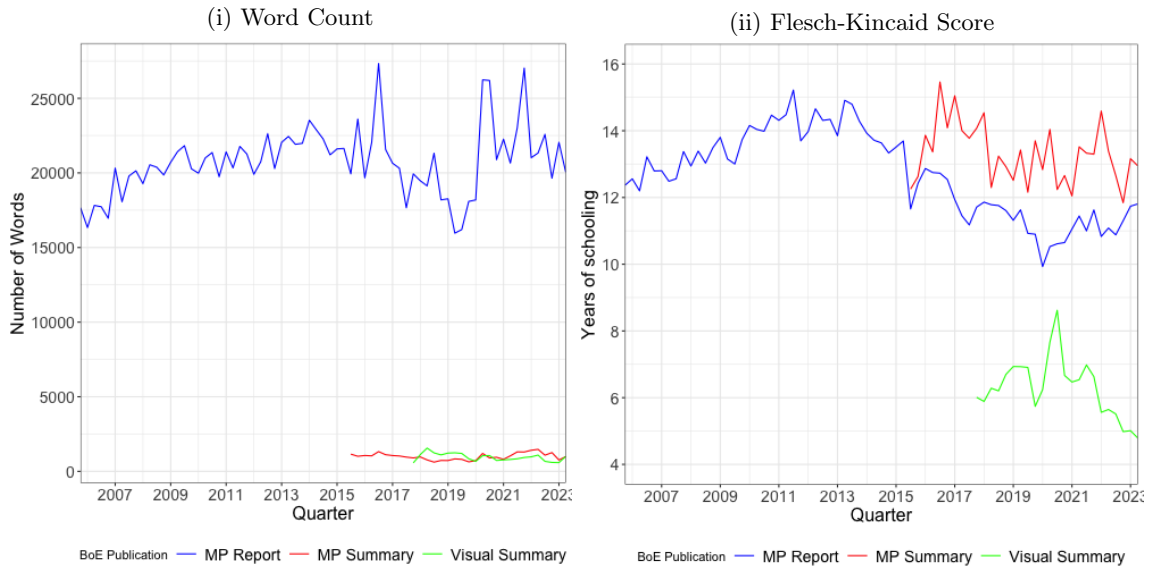 (i) Word Count
Number of Words
25000
20000
15000
10000
5000
0
2007 2009 2011 2013 2015 2017 2019 2021 2023
Quarter
BoE Publication MP Report MP Summary Visual Summary
(ii) Flesch-Kincaid Score
Years of schooling
16
14
12
10
8
6
4
2007 2009 2011 2013 2015 2017 2019 2021 2023
Quarter
BoE Publication MP Report MP Summary Visual Summary